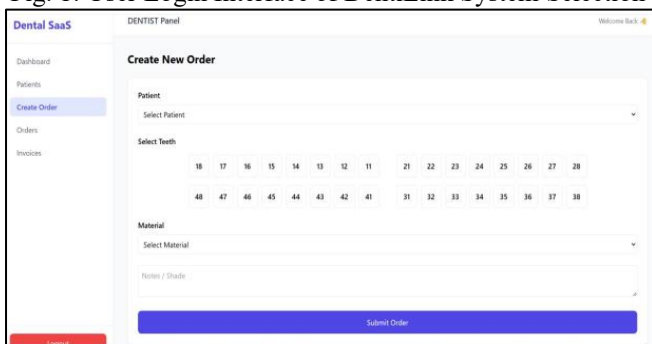 Fig. 1. User Login Interface of DentalLink System Selection
Dental SaaS
DENTIST Panel
Welcome Back 👋
Dashboard
Patients
Create Order
Orders
Invoices
Logout
Create New Order
Patient
Select Patient
Select Teeth
18 17 16 15 14 13 12 11 21 22 23 24 25 26 27 28
48 47 46 45 44 43 42 41 31 32 33 34 35 36 37 38
Material
Select Material
Notes / Shade
Submit Order